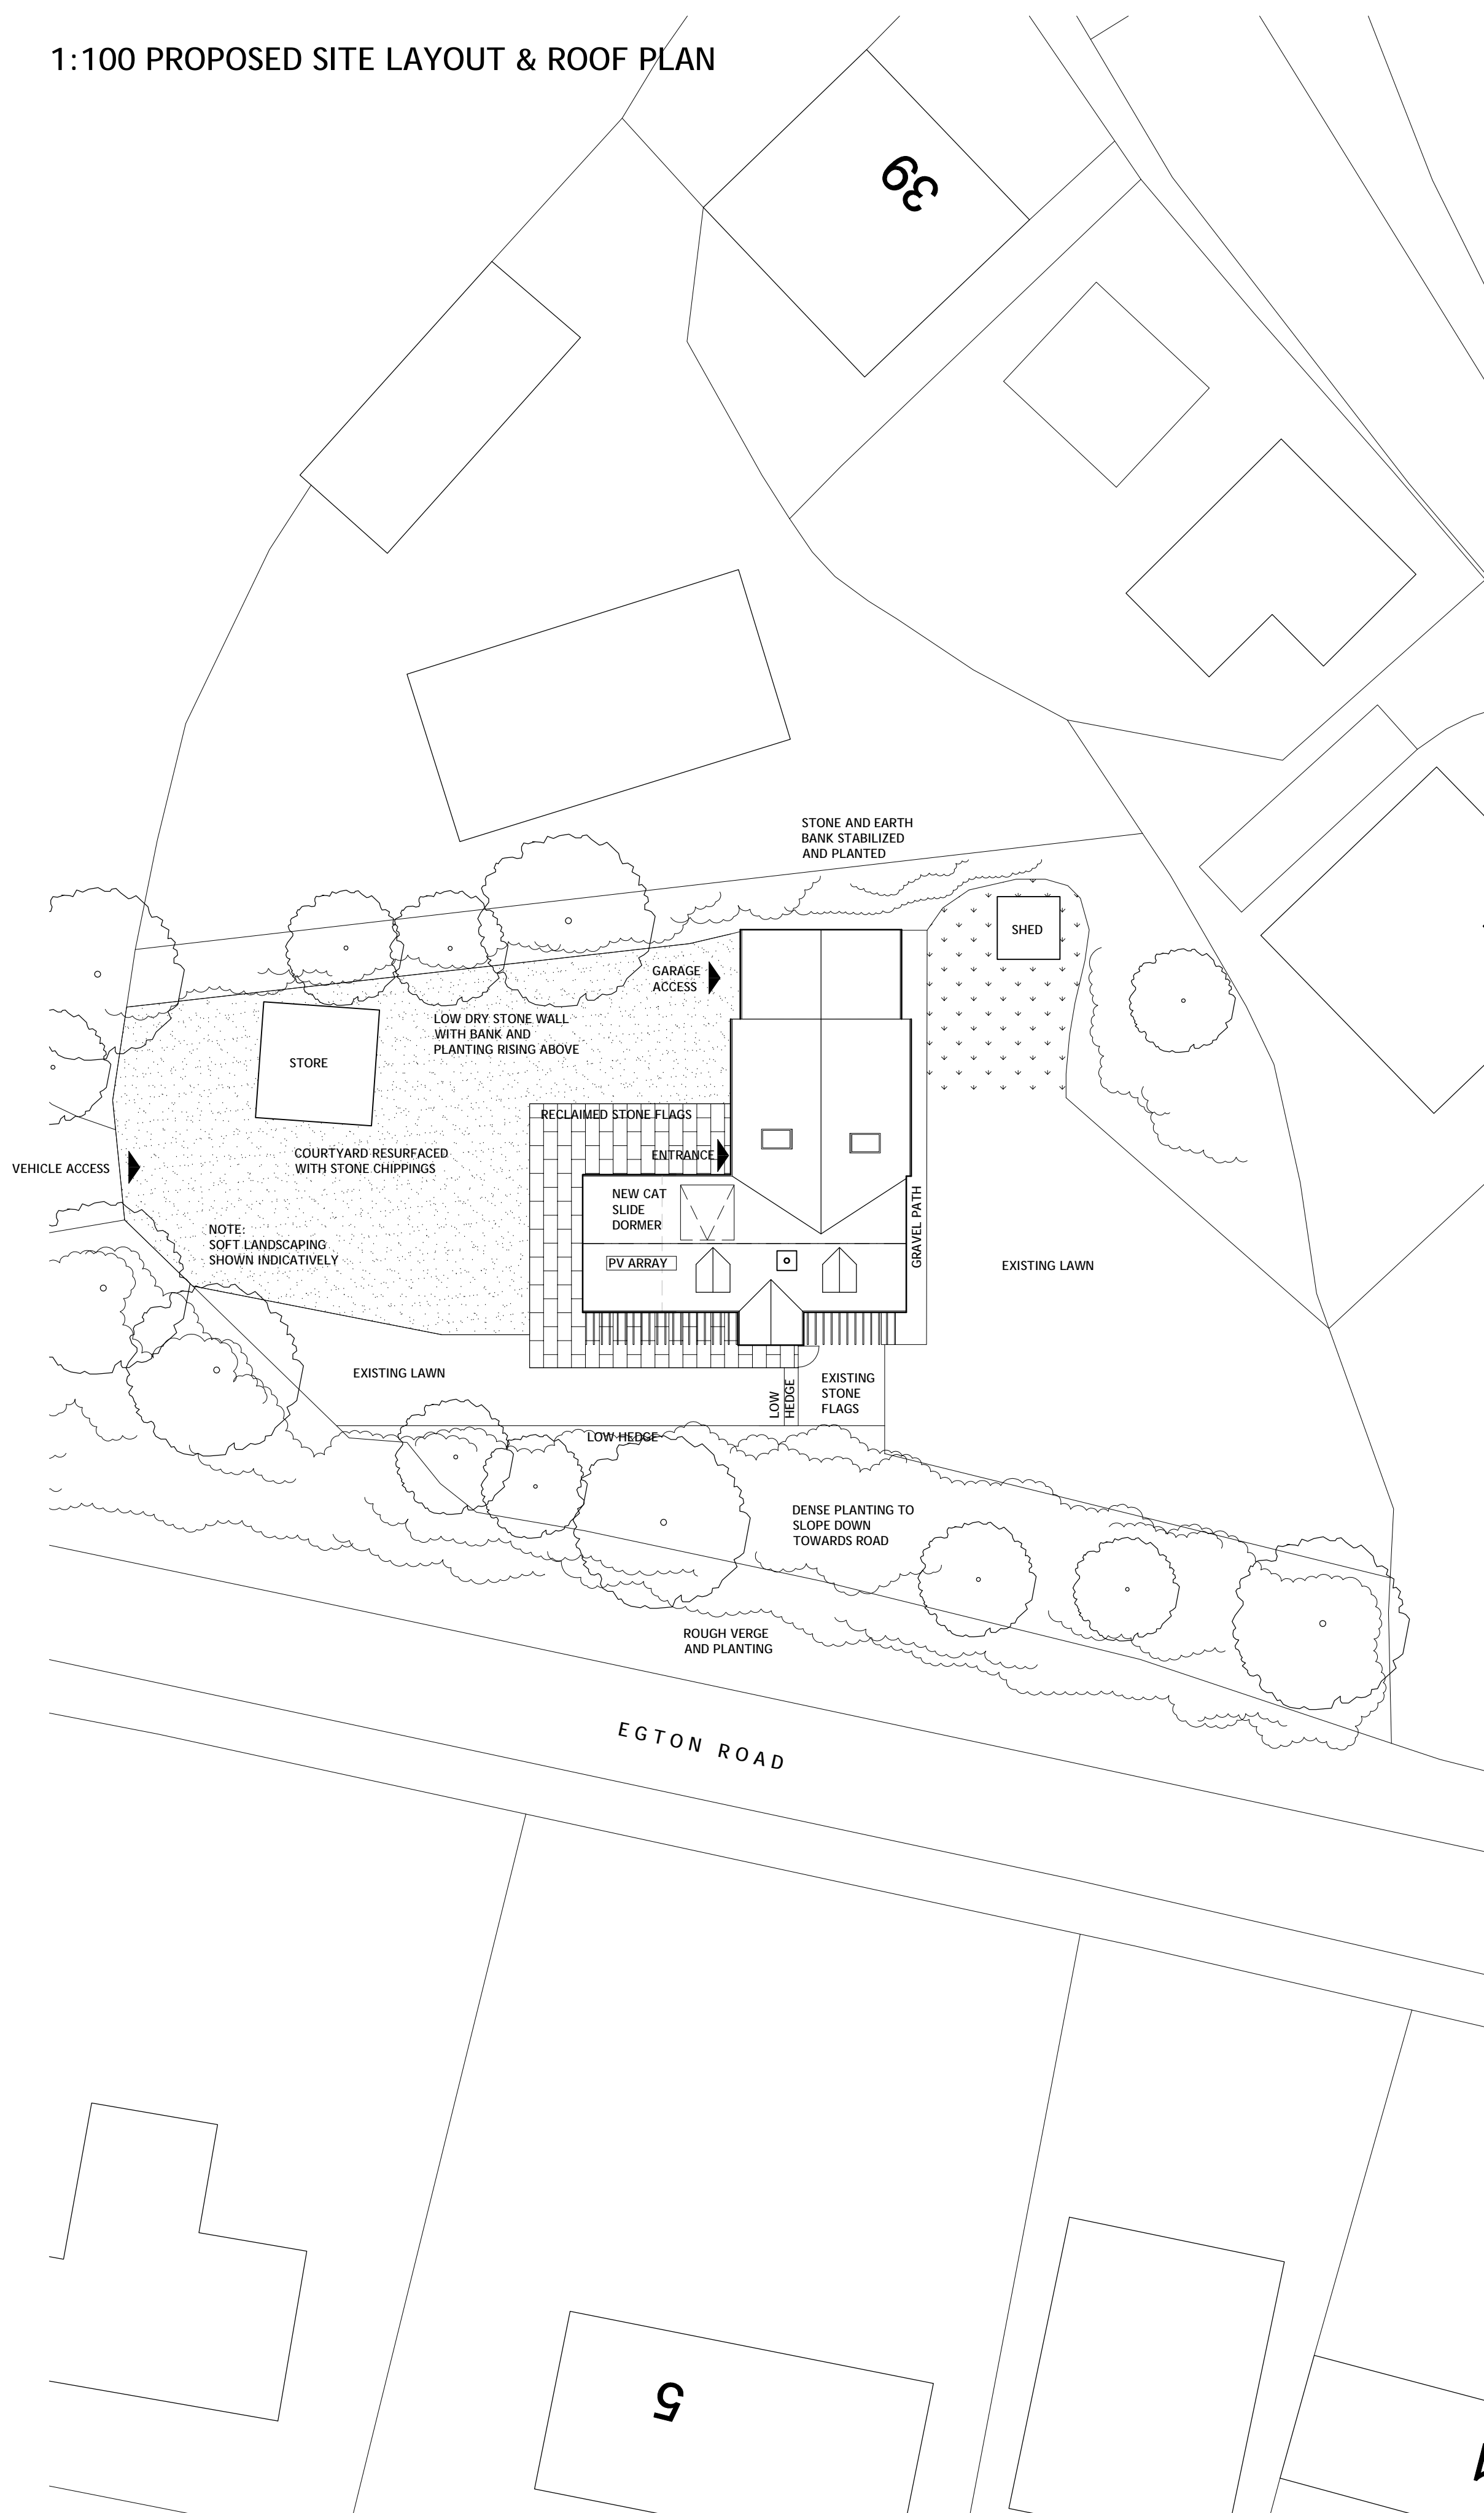 1:100 PROPOSED SITE LAYOUT & ROOF PLAN
39
STONE AND EARTH
BANK STABILIZED
AND PLANTED
SHED
GARAGE
ACCESS
LOW DRY STONE WALL
WITH BANK AND
PLANTING RISING ABOVE
STORE
RECLAIMED STONE FLAGS
COURTYARD RESURFACED
WITH STONE CHIPPINGS
ENTRANCE
VEHICLE ACCESS
NEW CAT
SLIDE
DORMER
GRAVEL PATH
NOTE:
SOFT LANDSCAPING
SHOWN INDICATIVELY
PV ARRAY
EXISTING LAWN
EXISTING LAWN
LOW
HEDGE
EXISTING
STONE
FLAGS
LOW HEDGE
DENSE PLANTING TO
SLOPE DOWN
TOWARDS ROAD
ROUGH VERGE
AND PLANTING
EGTON ROAD
5